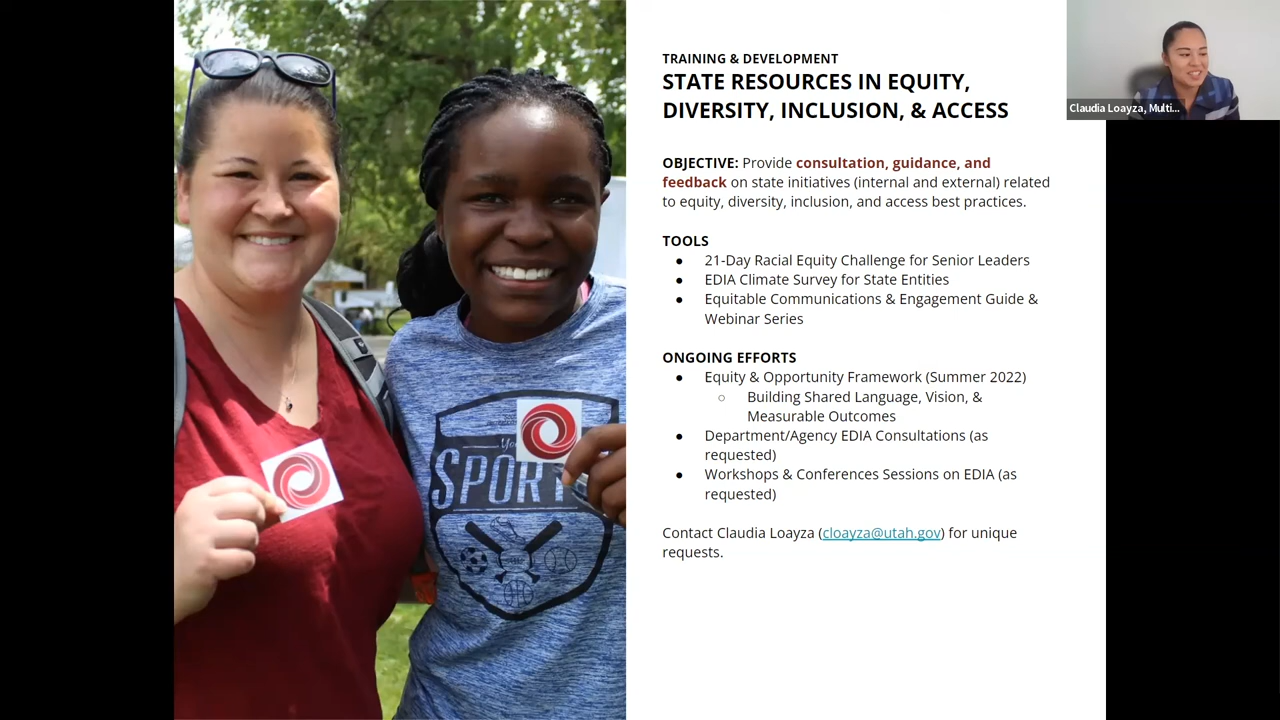 TRAINING & DEVELOPMENT
STATE RESOURCES IN EQUITY,
DIVERSITY, INCLUSION, & ACCESS
OBJECTIVE: Provide consultation, guidance, and
feedback on state initiatives (internal and external) related
to equity, diversity, inclusion, and access best practices.
TOOLS
● 21-Day Racial Equity Challenge for Senior Leaders
● EDIA Climate Survey for State Entities
● Equitable Communications & Engagement Guide &
Webinar Series
ONGOING EFFORTS
● Equity & Opportunity Framework (Summer 2022)
○ Building Shared Language, Vision, &
Measurable Outcomes
● Department/Agency EDIA Consultations (as
requested)
● Workshops & Conferences Sessions on EDIA (as
requested)
Contact Claudia Loayza (cloayza@utah.gov) for unique
requests.
Claudia Loayza, Multi...
SPORT